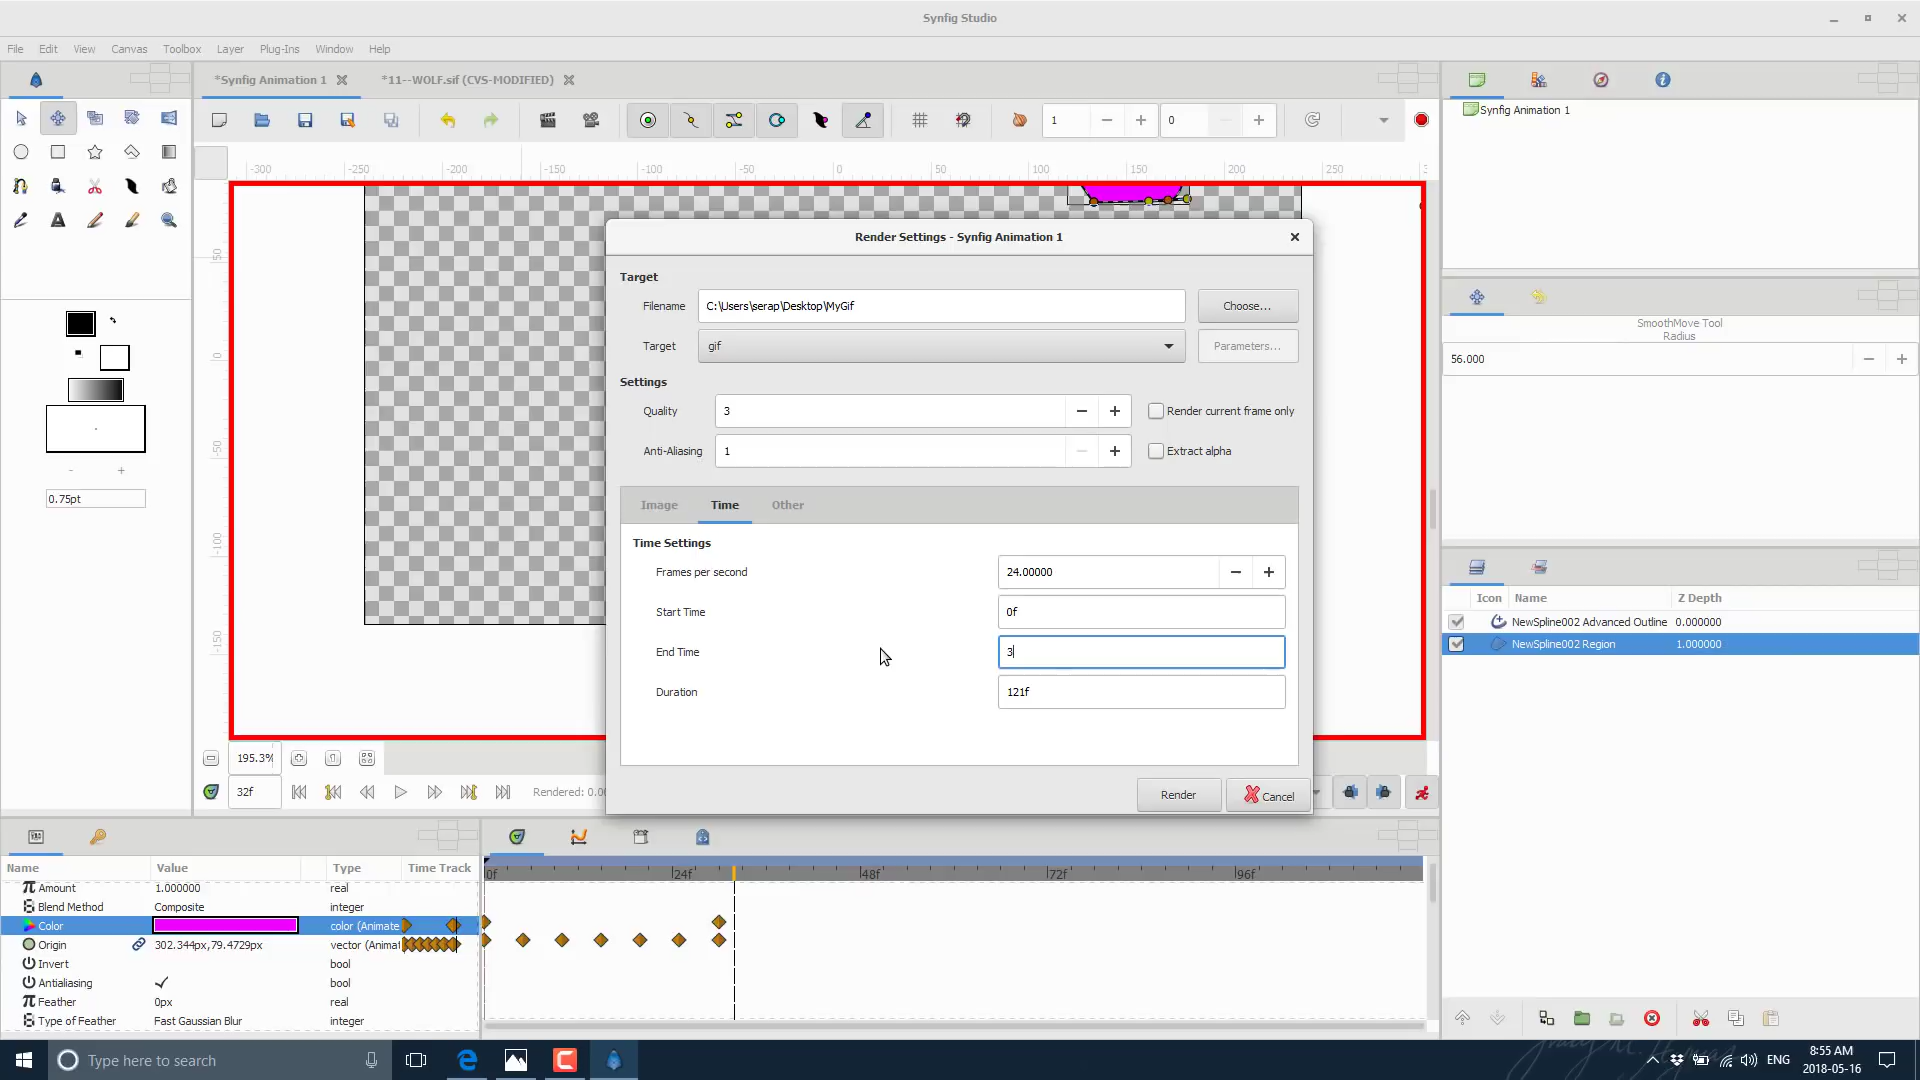 Synfig Studio
File Edit View Canvas Toolbox Layer Plug-Ins Window Help
*Synfig Animation 1
*11--WOLF.sif (CVS-MODIFIED)
1
0
Synfig Animation 1
-300 -250 -200 -150 -100 -50 0 50 100 150 200 250
50
0
-50
-100
-150
Render Settings - Synfig Animation 1
Target
Filename C:\Users\serap\Desktop\MyGif Choose...
Target gif Parameters...
Settings
Quality 3 Render current frame only
Anti-Aliasing 1 Extract alpha
Image Time Other
Time Settings
Frames per second 24.00000
Start Time 0f
End Time 3
Duration 121f
Render Cancel
SmoothMove Tool
Radius
56.000
0.75pt
Icon Name Z Depth
NewSpline002 Advanced Outline 0.000000
NewSpline002 Region 1.000000
195.3%
32f
Rendered: 0.0
Name Value Type Time Track
Amount 1.000000 real
Blend Method Composite integer
Color color (Animate
Origin 302.344px,79.4729px vector (Animat
Invert bool
Antialiasing bool
Feather 0px real
Type of Feather Fast Gaussian Blur integer
0f 24f 48f 72f 96f
Type here to search
ENG
8:55 AM
2018-05-16